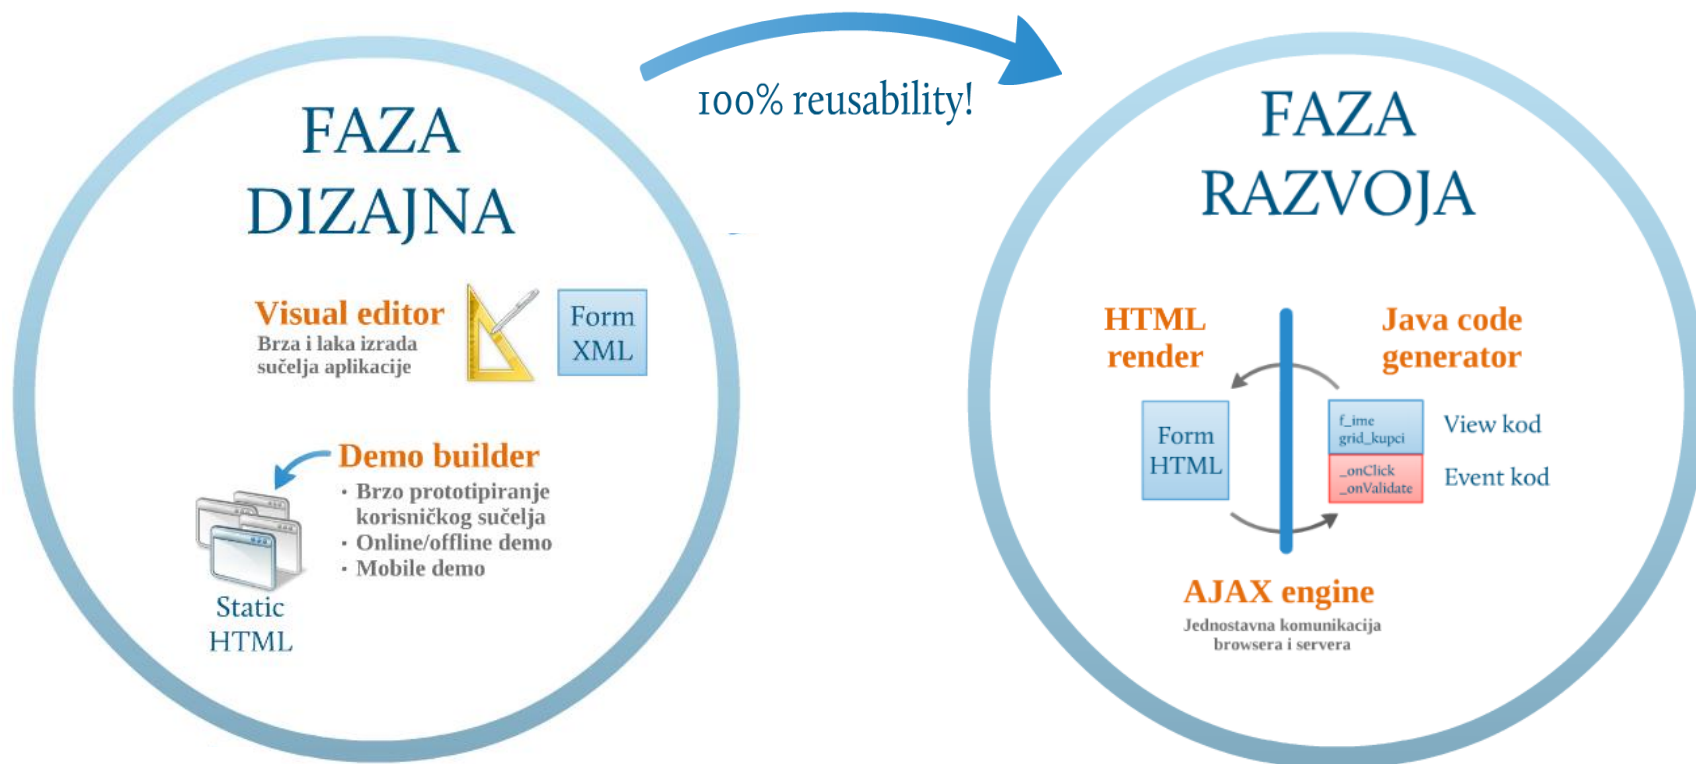 100% reusability!
FAZA
DIZAJNA
Visual editor
Brza i laka izrada
sučelja aplikacije
Form
XML
Demo builder
· Brzo prototipiranje
korisničkog sučelja
· Online/offline demo
· Mobile demo
Static
HTML
FAZA
RAZVOJA
HTML
render
Java code
generator
Form
HTML
f_ime
grid_kupci
View kod
_onClick
_onValidate
Event kod
AJAX engine
Jednostavna komunikacija
browsera i servera